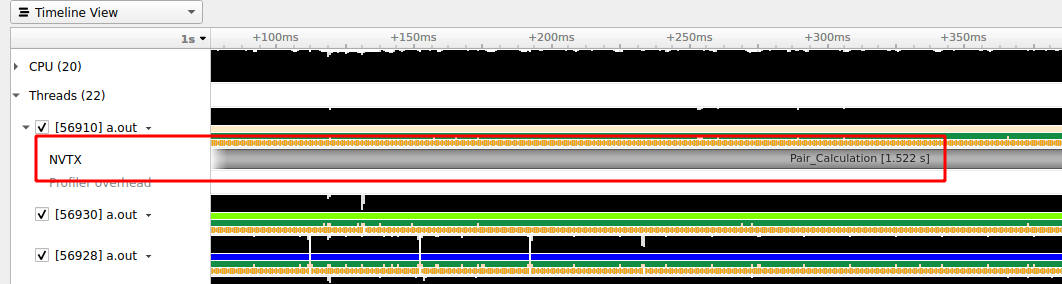 Timeline View
1s +100ms +150ms +200ms +250ms +300ms +350ms
CPU (20)
Threads (22)
[56910] a.out
NVTX Pair_Calculation [1.522 s]
Profiler overhead
[56930] a.out
[56928] a.out